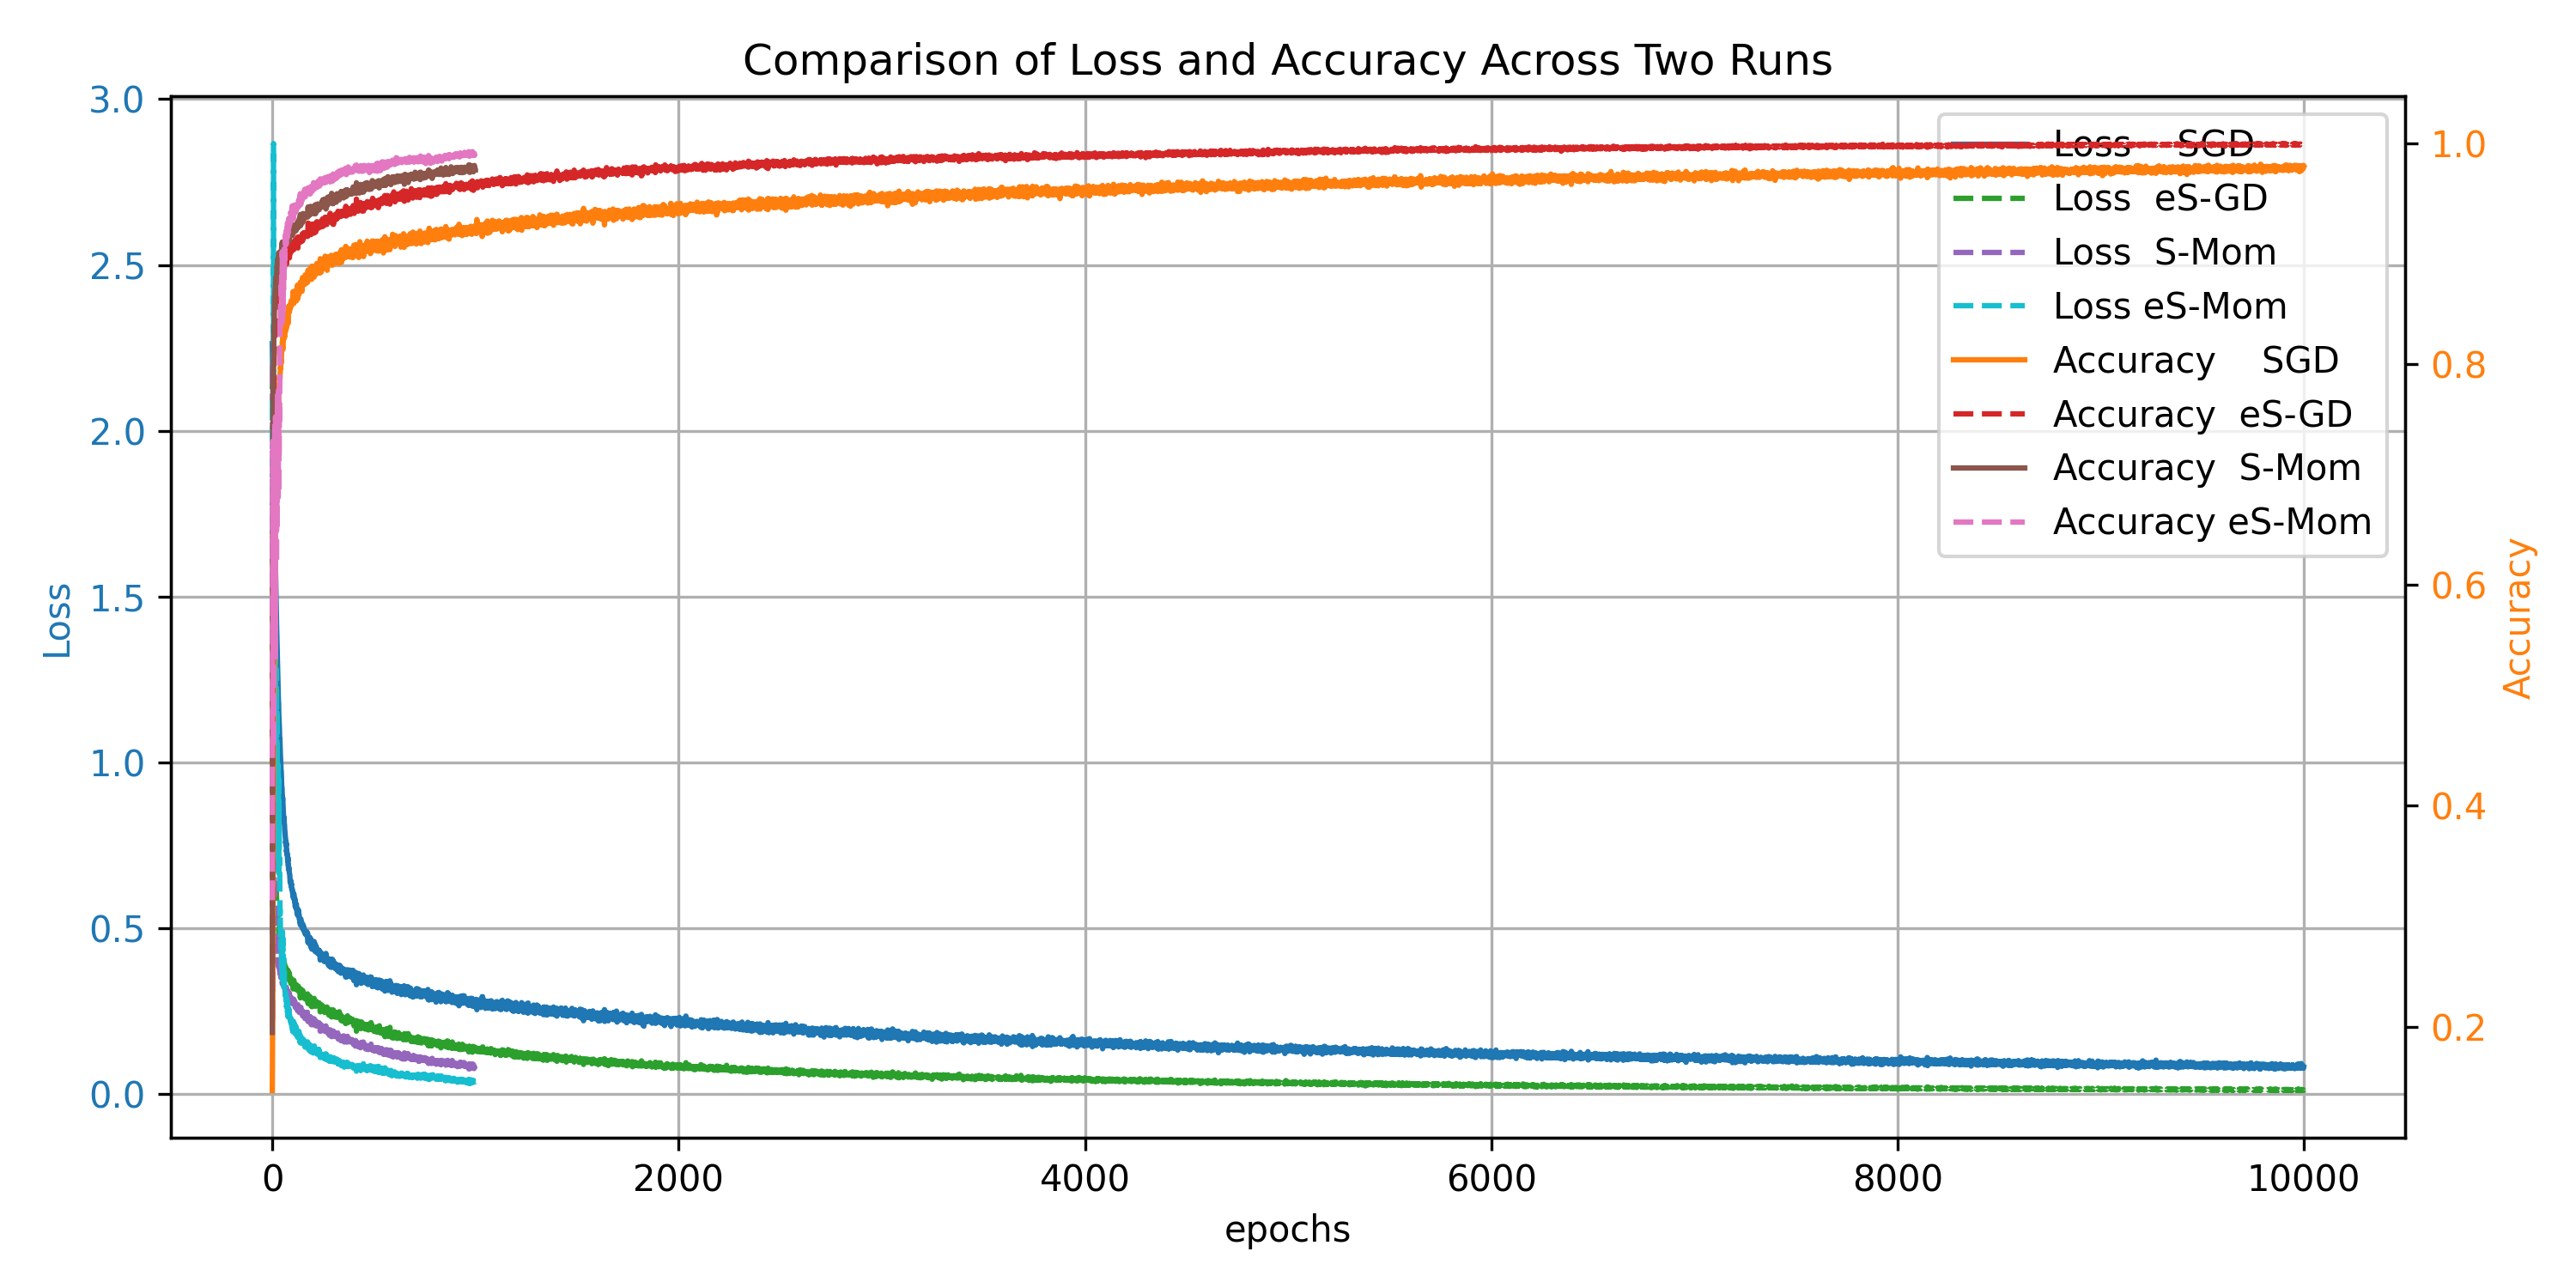 Comparison of Loss and Accuracy Across Two Runs
3.0
2.5
2.0
1.5
1.0
0.5
0.0
Loss
Loss SGD
Loss eS-GD
Loss S-Mom
Loss eS-Mom
Accuracy SGD
Accuracy eS-GD
Accuracy S-Mom
Accuracy eS-Mom
1.0
0.8
0.6
0.4
0.2
Accuracy
0 2000 4000 6000 8000 10000
epochs